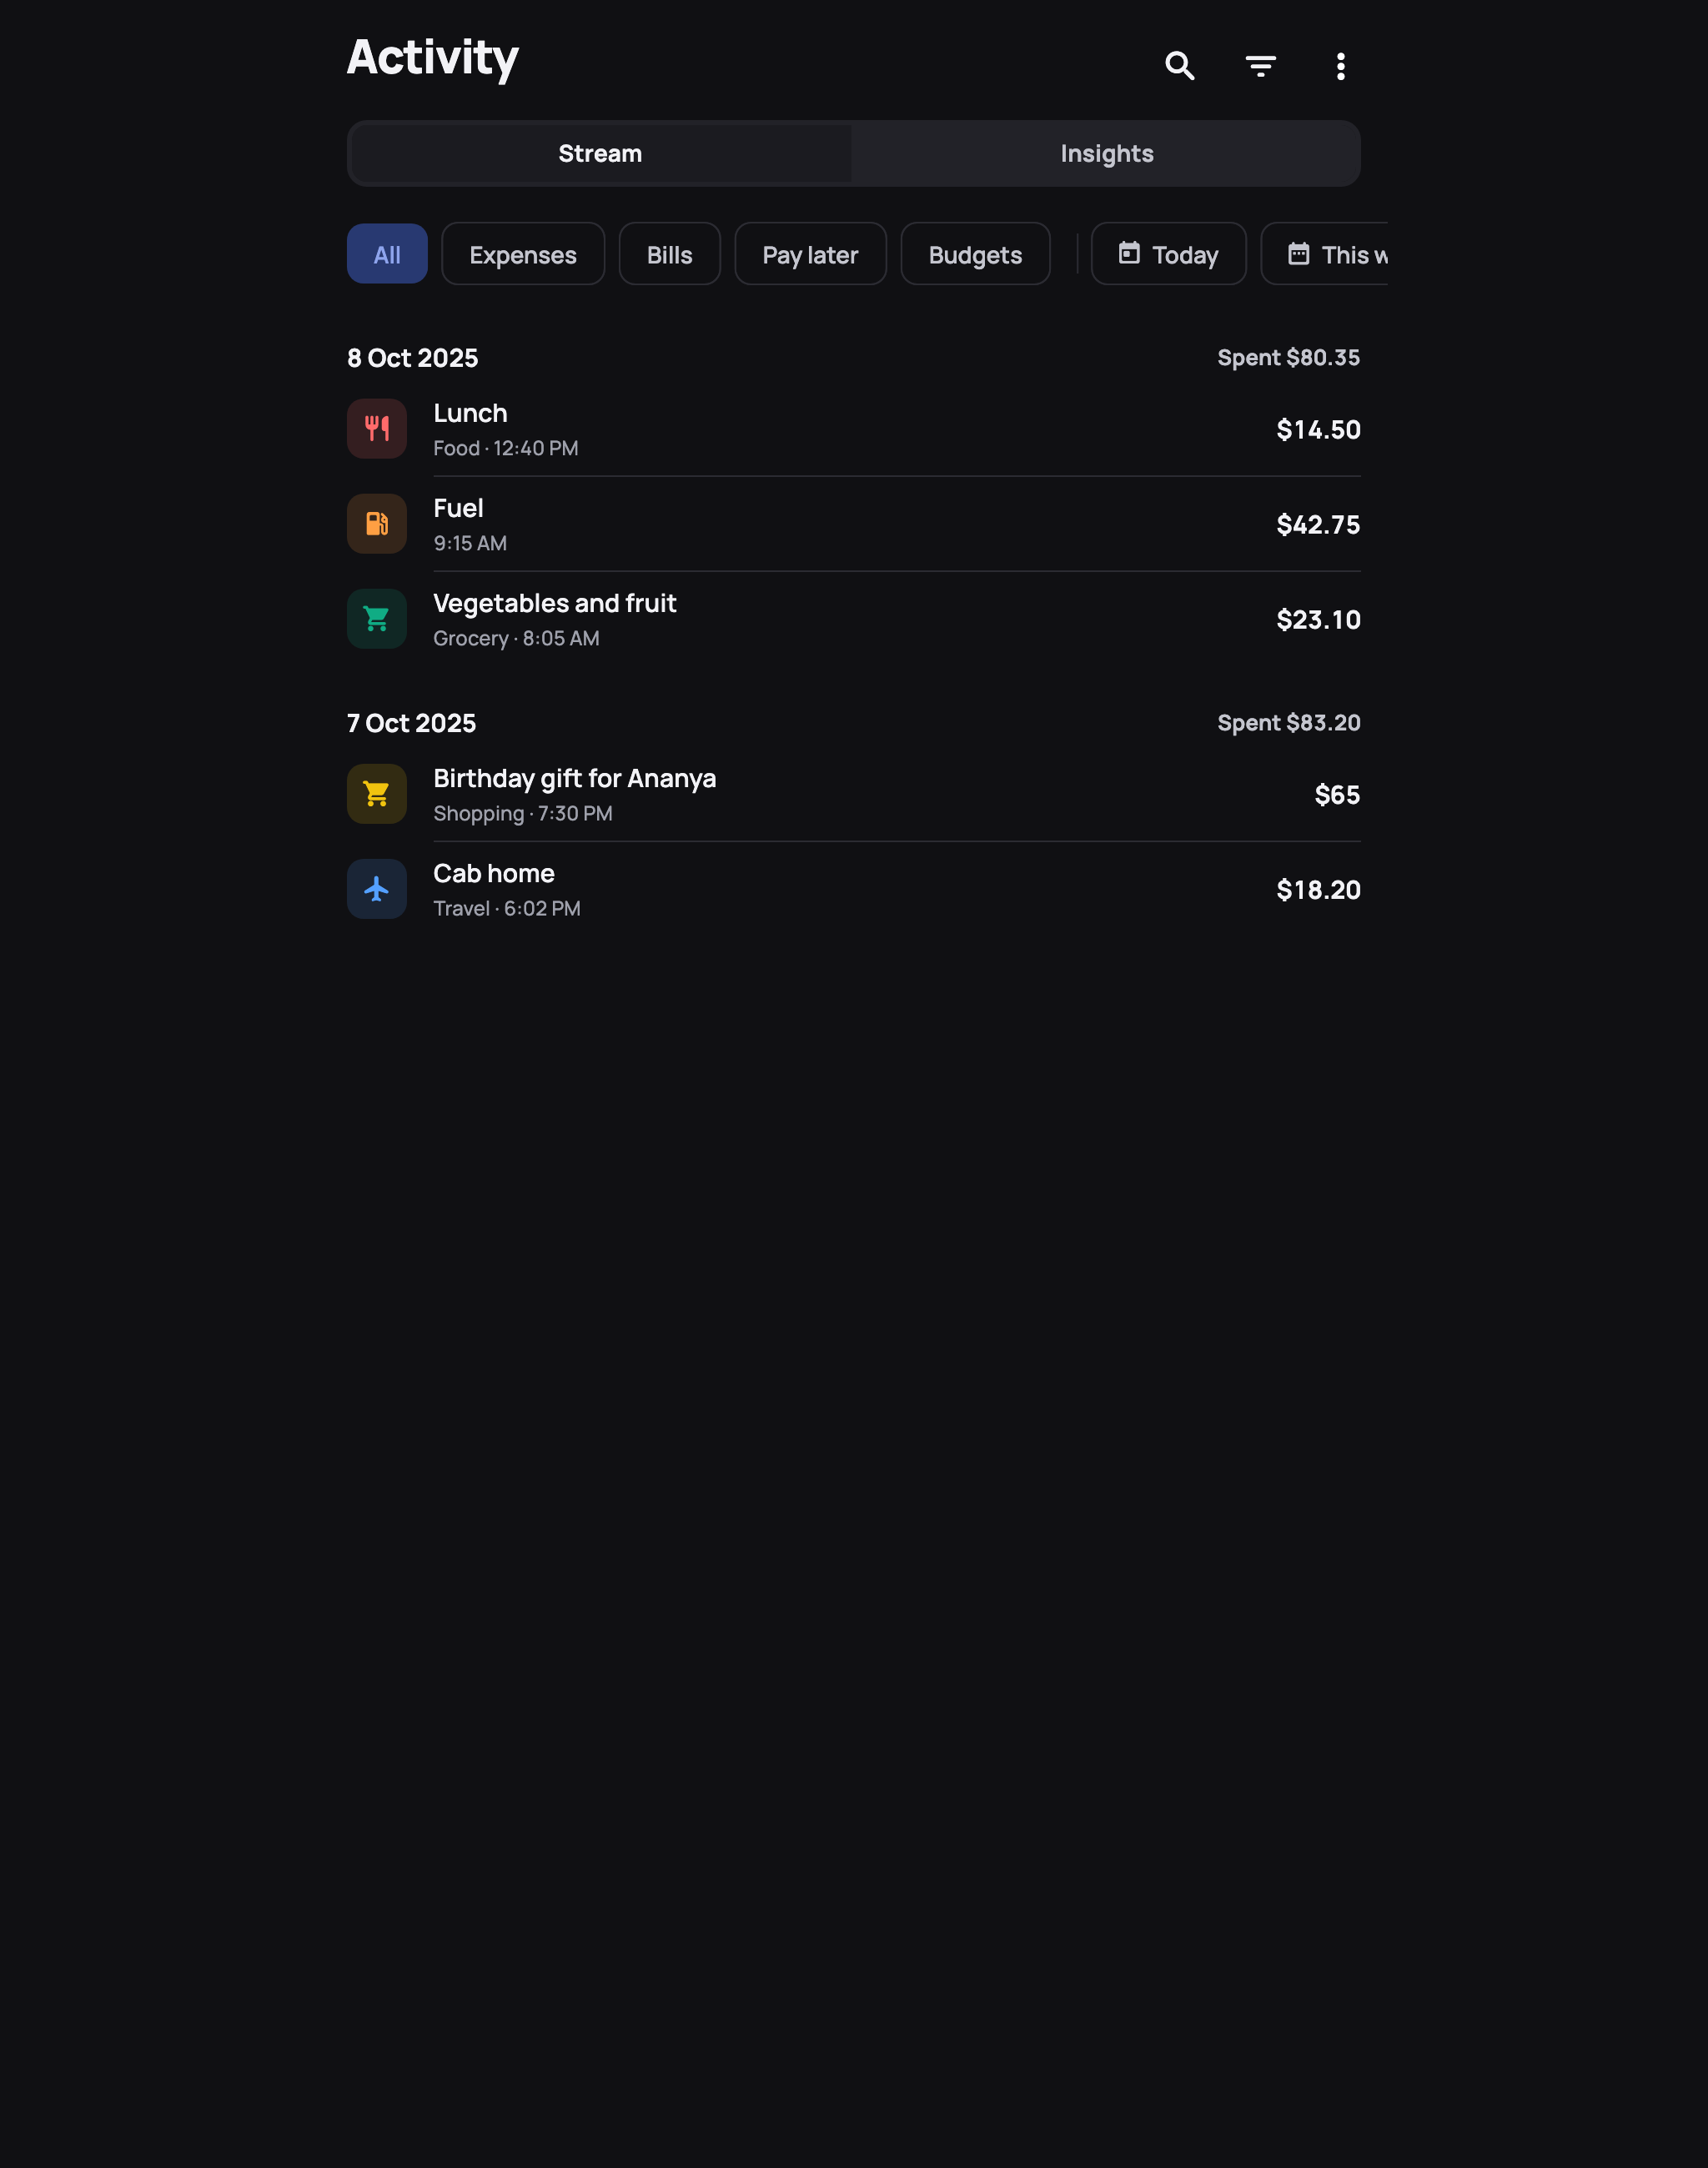 Activity
Stream Insights
All Expenses Bills Pay later Budgets Today This w
8 Oct 2025 Spent $80.35
Lunch
Food · 12:40 PM
$14.50
Fuel
9:15 AM
$42.75
Vegetables and fruit
Grocery · 8:05 AM
$23.10
7 Oct 2025 Spent $83.20
Birthday gift for Ananya
Shopping · 7:30 PM
$65
Cab home
Travel · 6:02 PM
$18.20